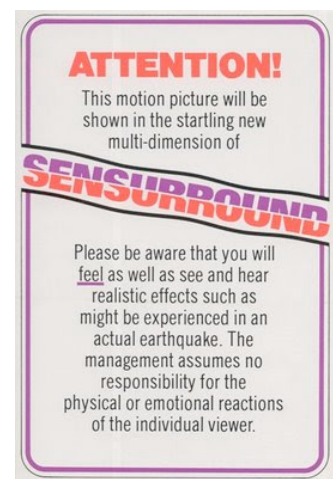 ATTENTION!
This motion picture will be
shown in the startling new
multi-dimension of
SENSURROUND
Please be aware that you will
feel as well as see and hear
realistic effects such as
might be experienced in an
actual earthquake. The
management assumes no
responsibility for the
physical or emotional reactions
of the individual viewer.